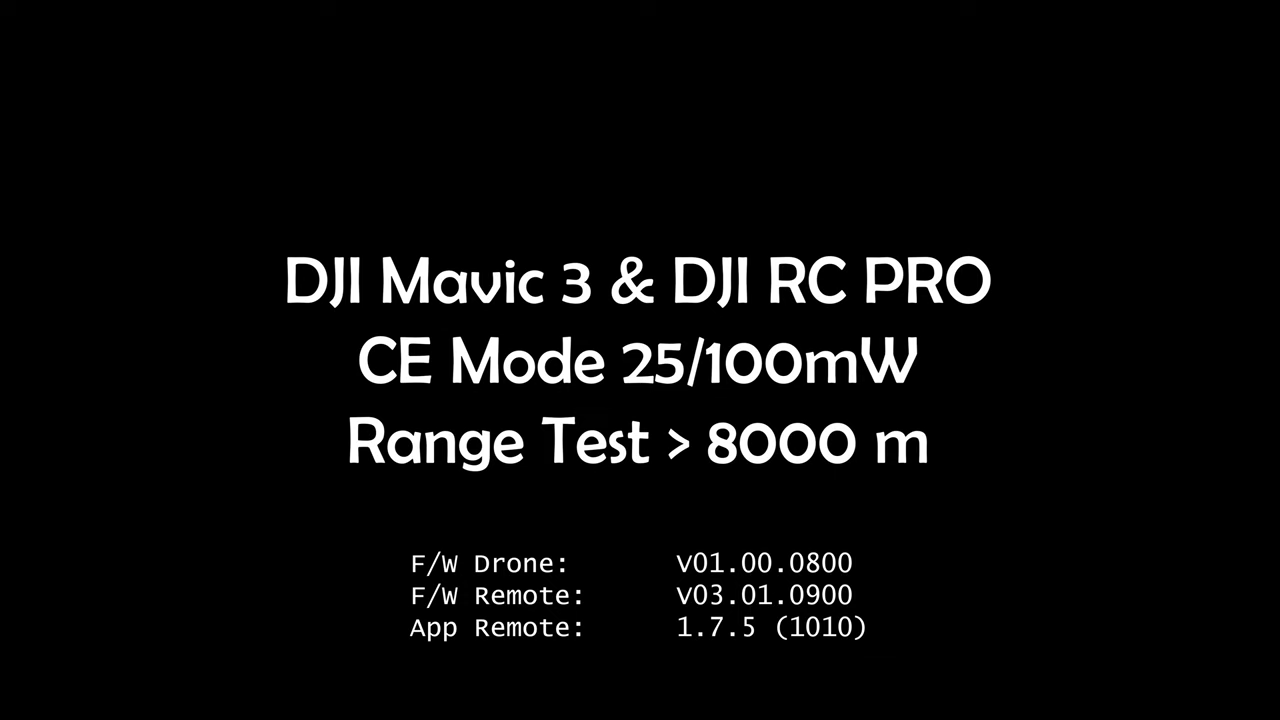 DJI Mavic 3 & DJI RC PRO
CE Mode 25/100mW
Range Test > 8000 m
F/W Drone: v01.00.0800
F/W Remote: v03.01.0900
App Remote: 1.7.5 (1010)